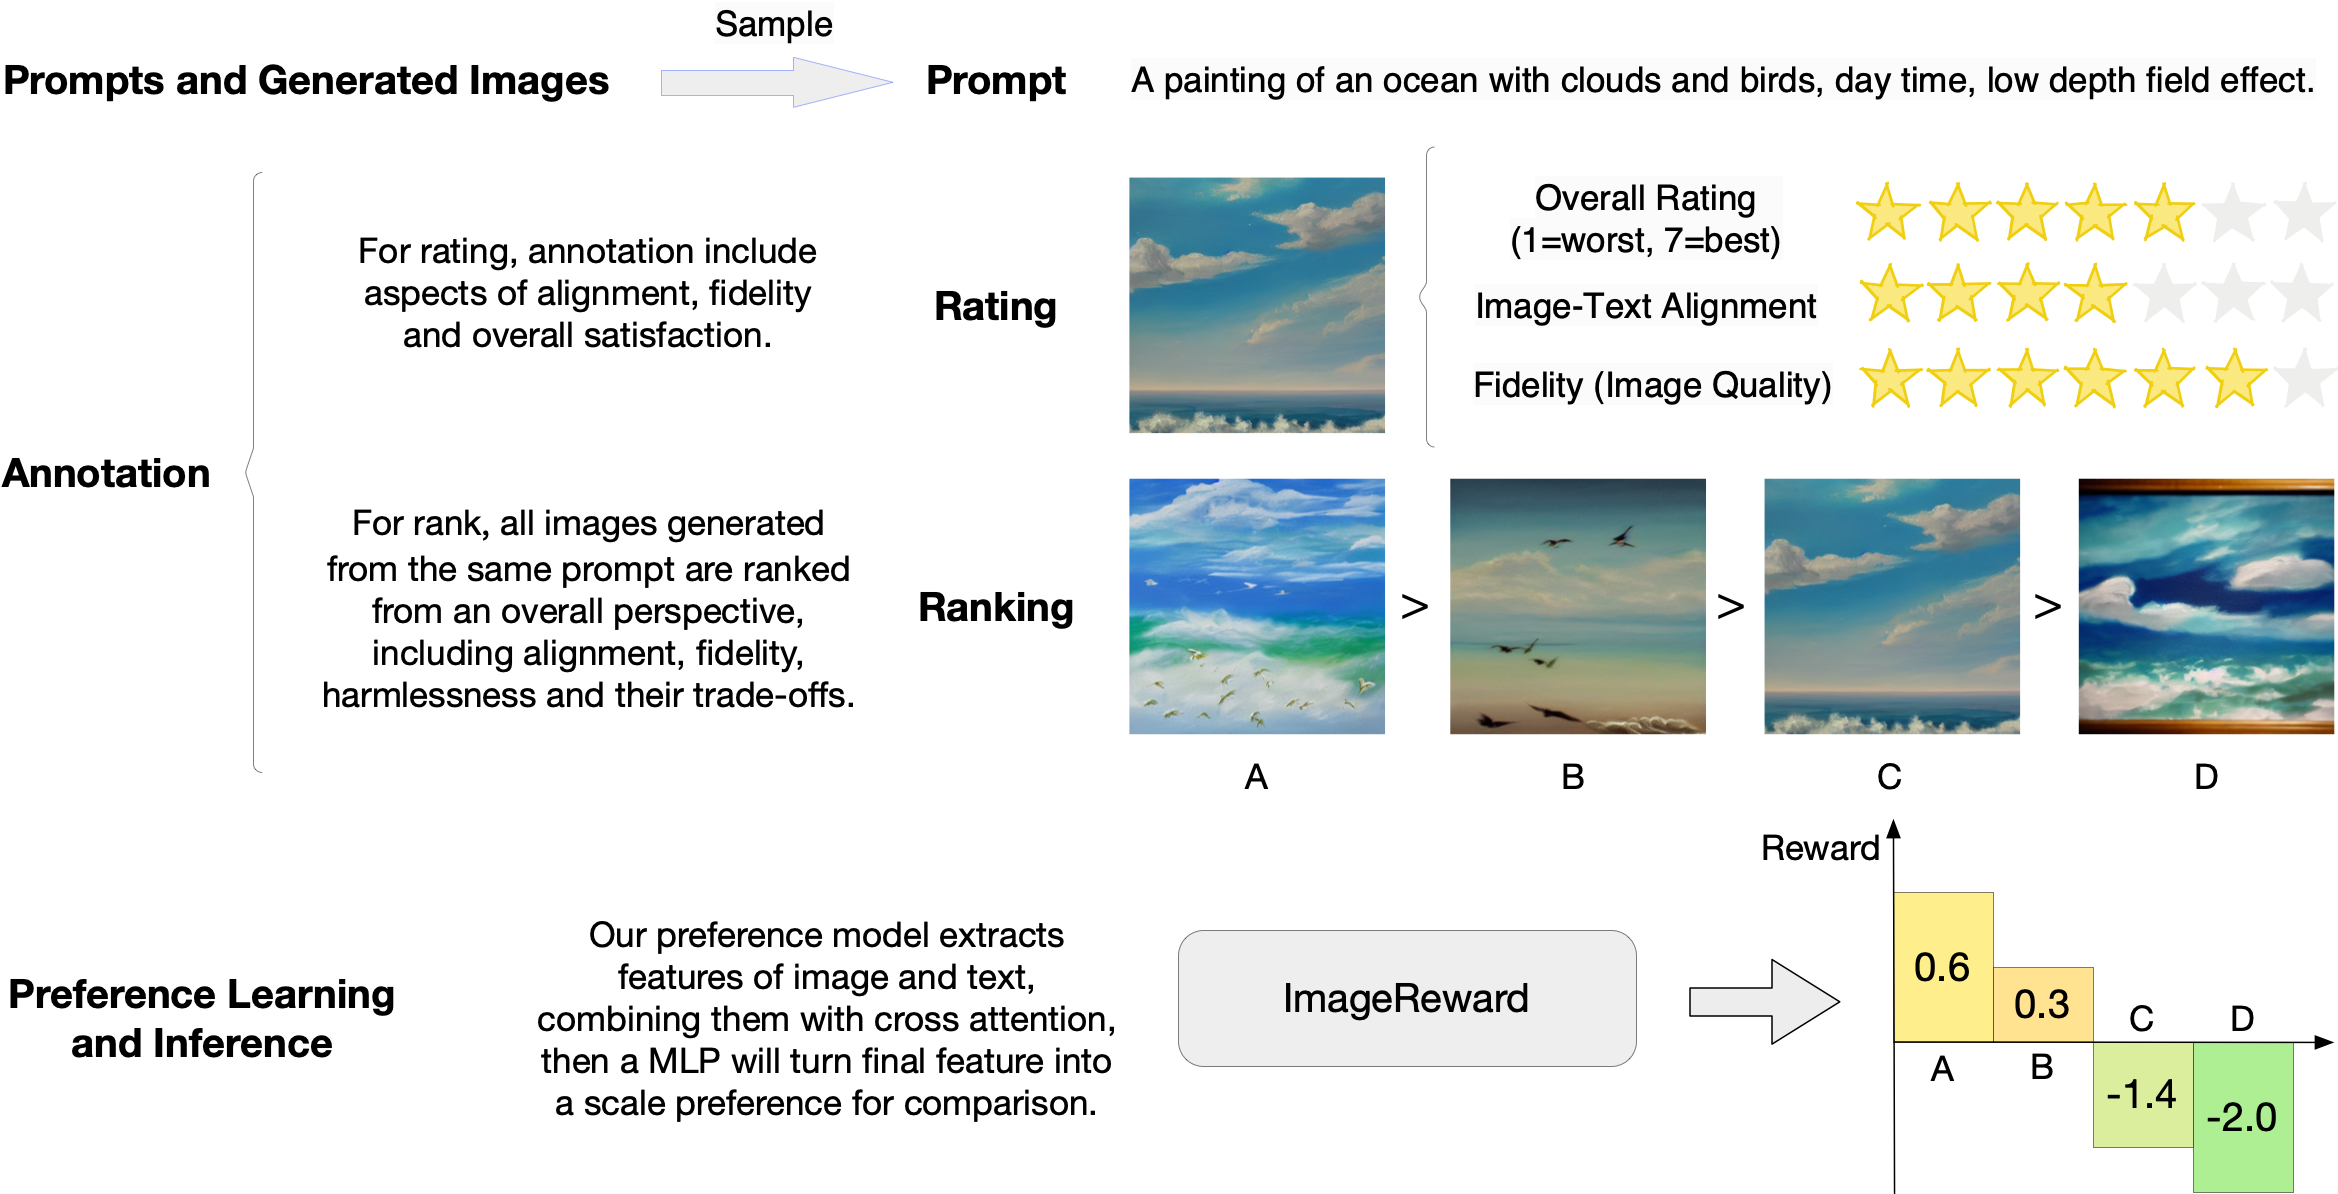 Sample
Prompts and Generated Images
Prompt
A painting of an ocean with clouds and birds, day time, low depth field effect.
Annotation
For rating, annotation include
aspects of alignment, fidelity
and overall satisfaction.
Rating
Overall Rating
(1=worst, 7=best)
Image-Text Alignment
Fidelity (Image Quality)
For rank, all images generated
from the same prompt are ranked
from an overall perspective,
including alignment, fidelity,
harmlessness and their trade-offs.
Ranking
> > >
A B C D
Preference Learning
and Inference
Our preference model extracts
features of image and text,
combining them with cross attention,
then a MLP will turn final feature into
a scale preference for comparison.
ImageReward
Reward
0.6
0.3
C D
A B
-1.4
-2.0